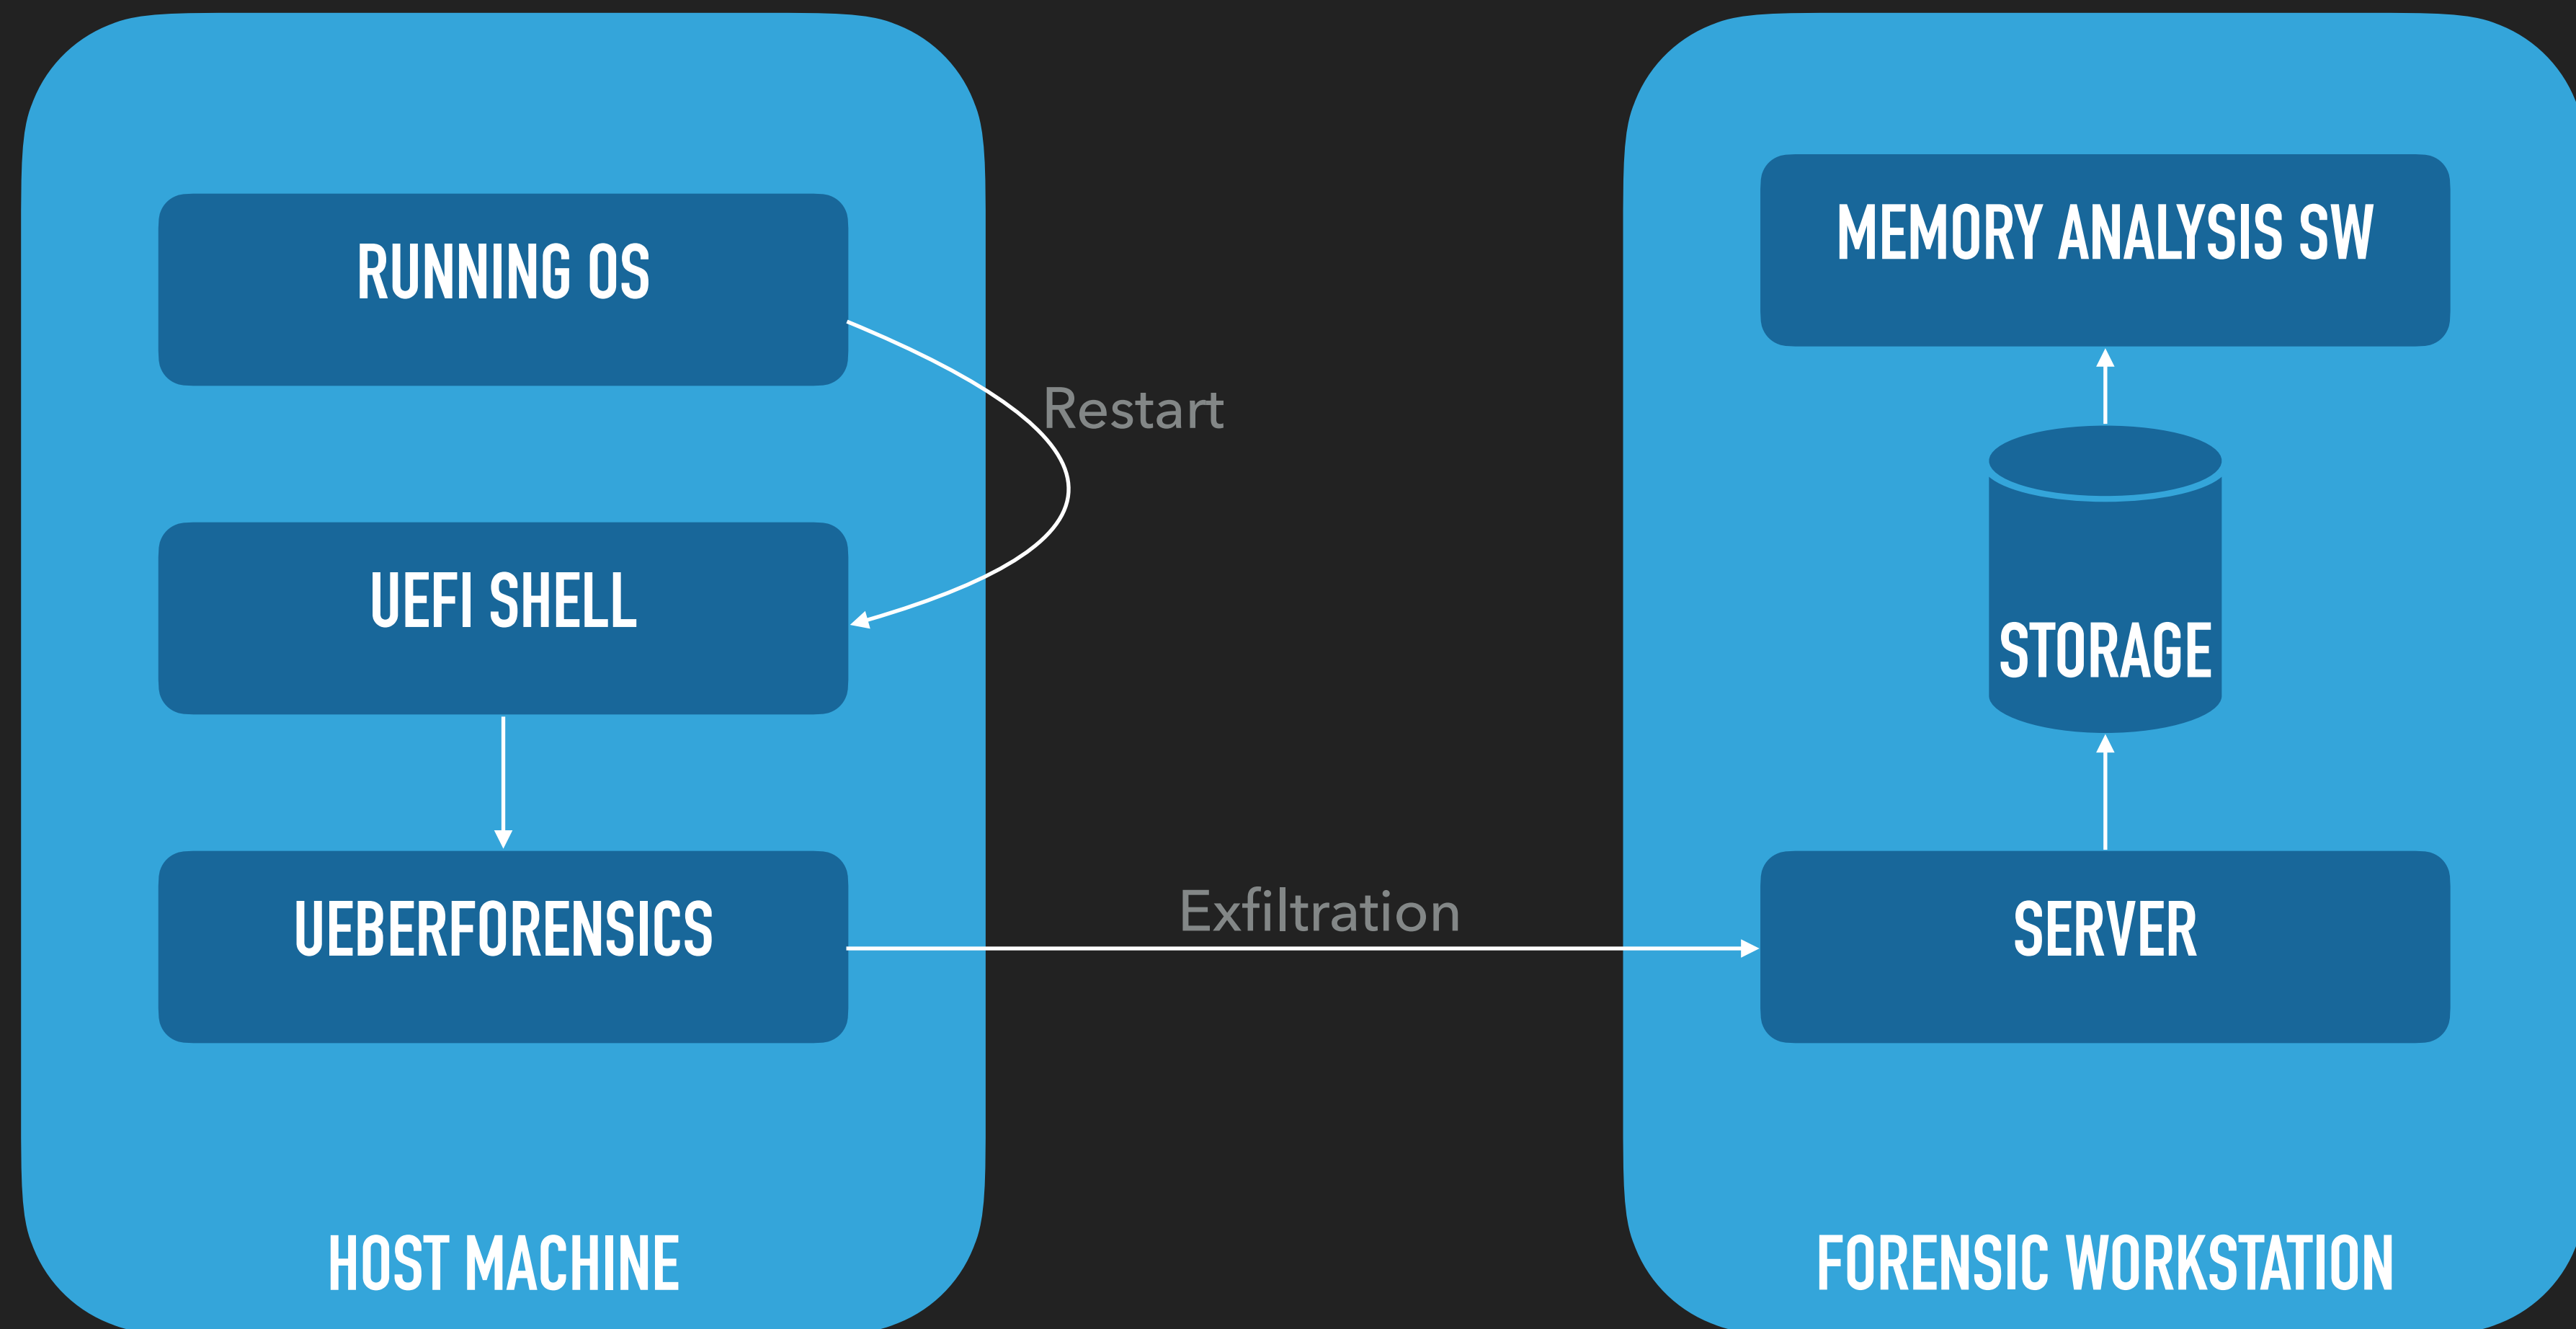 RUNNING OS
Restart
UEFI SHELL
UEBERFORENSICS
HOST MACHINE
Exfiltration
MEMORY ANALYSIS SW
STORAGE
SERVER
FORENSIC WORKSTATION